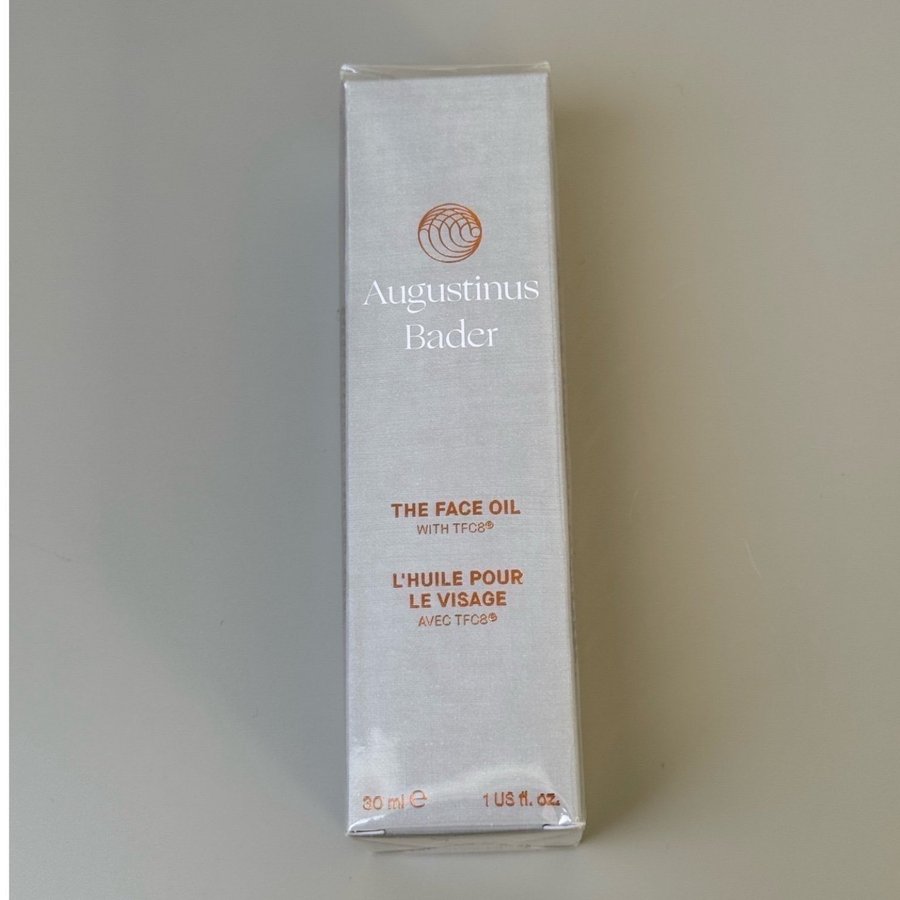 Augustinus
Bader
THE FACE OIL
WITH TFC8®
L'HUILE POUR
LE VISAGE
AVEC TFC8®
30 ml ℮ 1 US fl. oz.